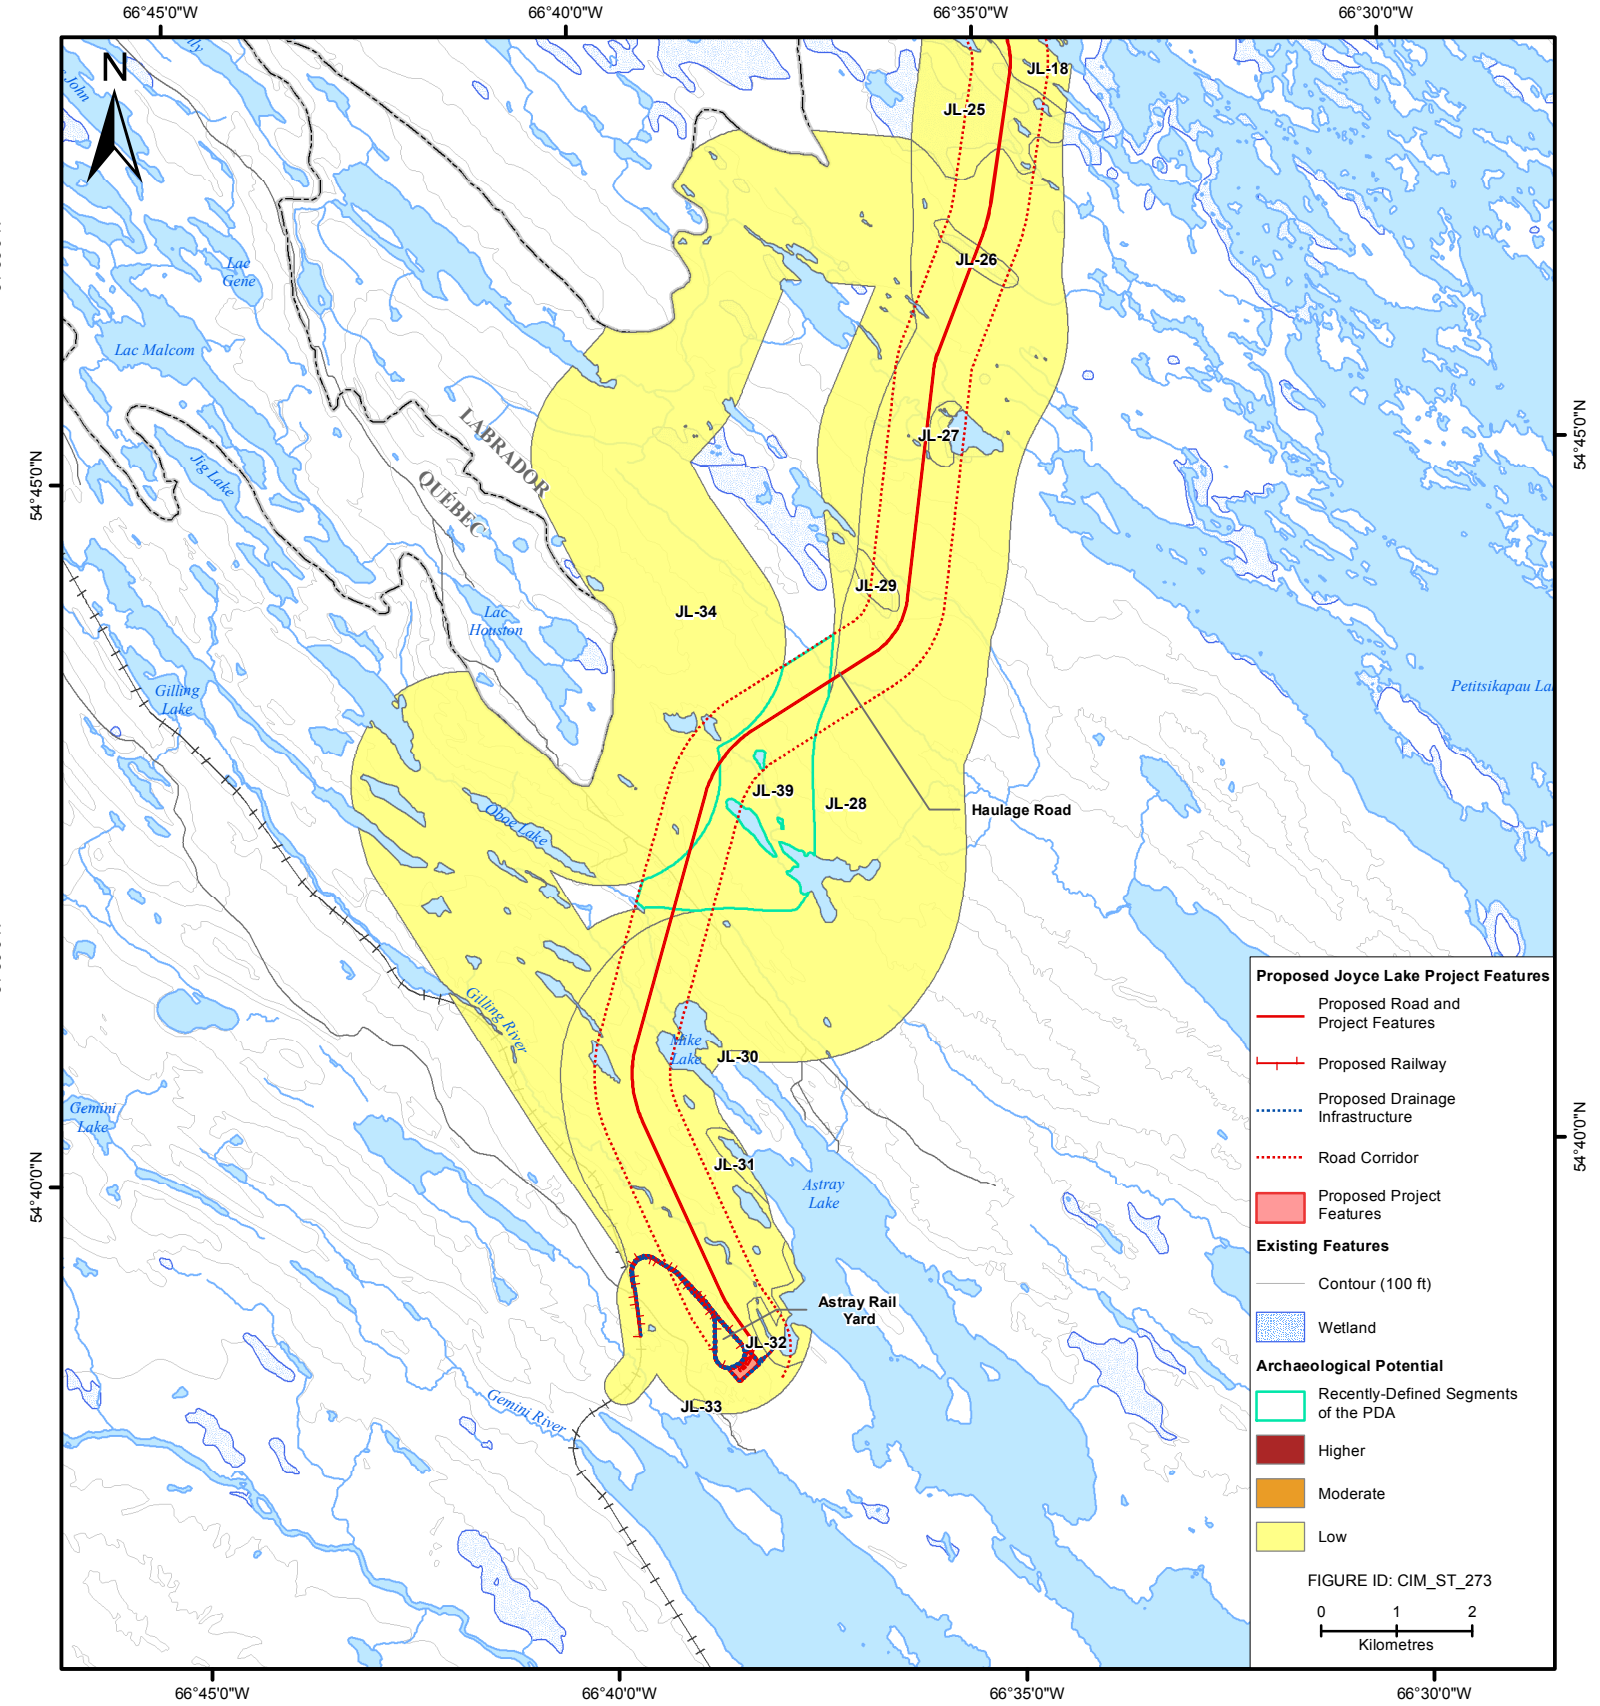 66°45'0"W
66°40'0"W
66°35'0"W
66°30'0"W
N
John
JL-18
JL-25
Lac
Gene
JL-26
Lac Malcom
LABRADOR
QUÉBEC
JL-27
54°45'0"N
54°45'0"N
Jig Lake
JL-29
JL-34
Lac
Houston
Gilling
Lake
JL-39
JL-28
Haulage Road
Obae Lake
Gilling River
Mike
Lake
JL-30
Gemini
Lake
JL-31
Astray
Lake
54°40'0"N
54°40'0"N
Astray Rail
Yard
JL-32
JL-33
Gemini River
Petitsikapau
Proposed Joyce Lake Project Features
Proposed Road and
Project Features
Proposed Railway
Proposed Drainage
Infrastructure
Road Corridor
Proposed Project
Features
Existing Features
Contour (100 ft)
Wetland
Archaeological Potential
Recently-Defined Segments
of the PDA
Higher
Moderate
Low
FIGURE ID: CIM_ST_273
0 1 2
Kilometres
66°45'0"W
66°40'0"W
66°35'0"W
66°30'0"W